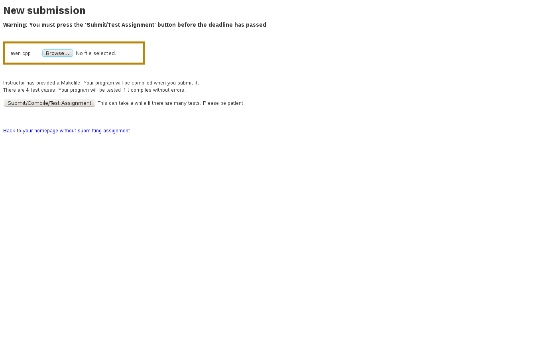 New submission
Warning: You must press the 'Submit/Test Assignment' button before the deadline has passed
Browse... No file selected.
Instructor has provided a Makefile. Your program will be compiled when you submit it.
There are 4 test cases. Your program will be tested if it compiles without errors.
Submit/Compile/Test Assignment This can take a while if there are many tests. Please be patient.
Back to your homepage without submitting assignment